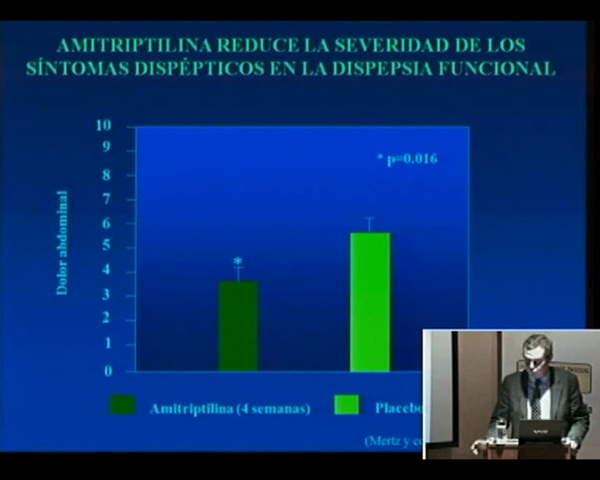 AMITRIPTILINA REDUCE LA SEVERIDAD DE LOS
SÍNTOMAS DISPÉPTICOS EN LA DISPEPSIA FUNCIONAL
10
9
8
7
6
5
4
3
2
1
0
Dolor abdominal
* p=0.016
*
Amitriptilina (4 semanas)
Placebo
(Mertz y